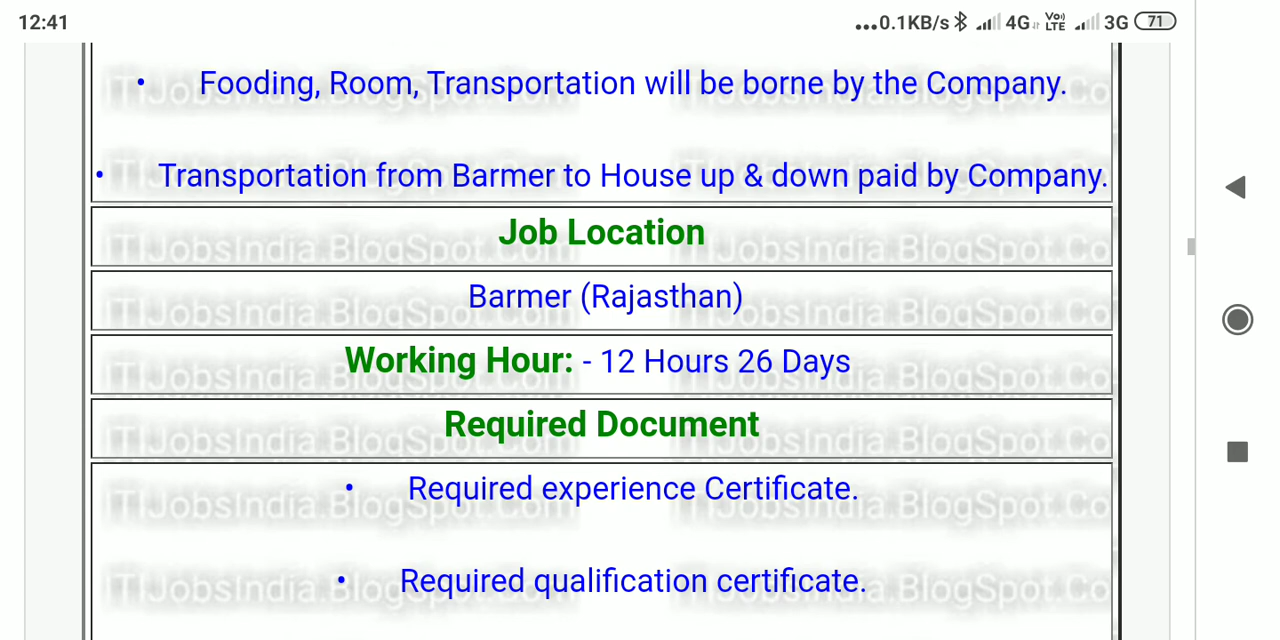 12:41 ...0.1KB/s 4G VoLTE 3G 71
• Fooding, Room, Transportation will be borne by the Company.
• Transportation from Barmer to House up & down paid by Company.
Job Location
Barmer (Rajasthan)
Working Hour: - 12 Hours 26 Days
Required Document
• Required experience Certificate.
• Required qualification certificate.